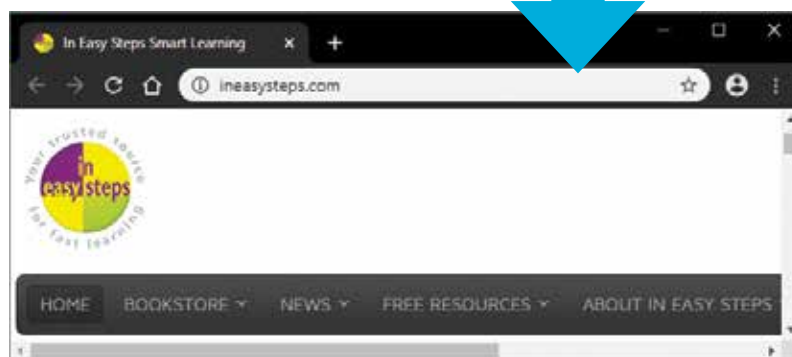 In Easy Steps Smart Learning
ineasysteps.com
Your trusted source
in
easy steps
for fast learning
HOME BOOKSTORE NEWS FREE RESOURCES ABOUT IN EASY STEPS